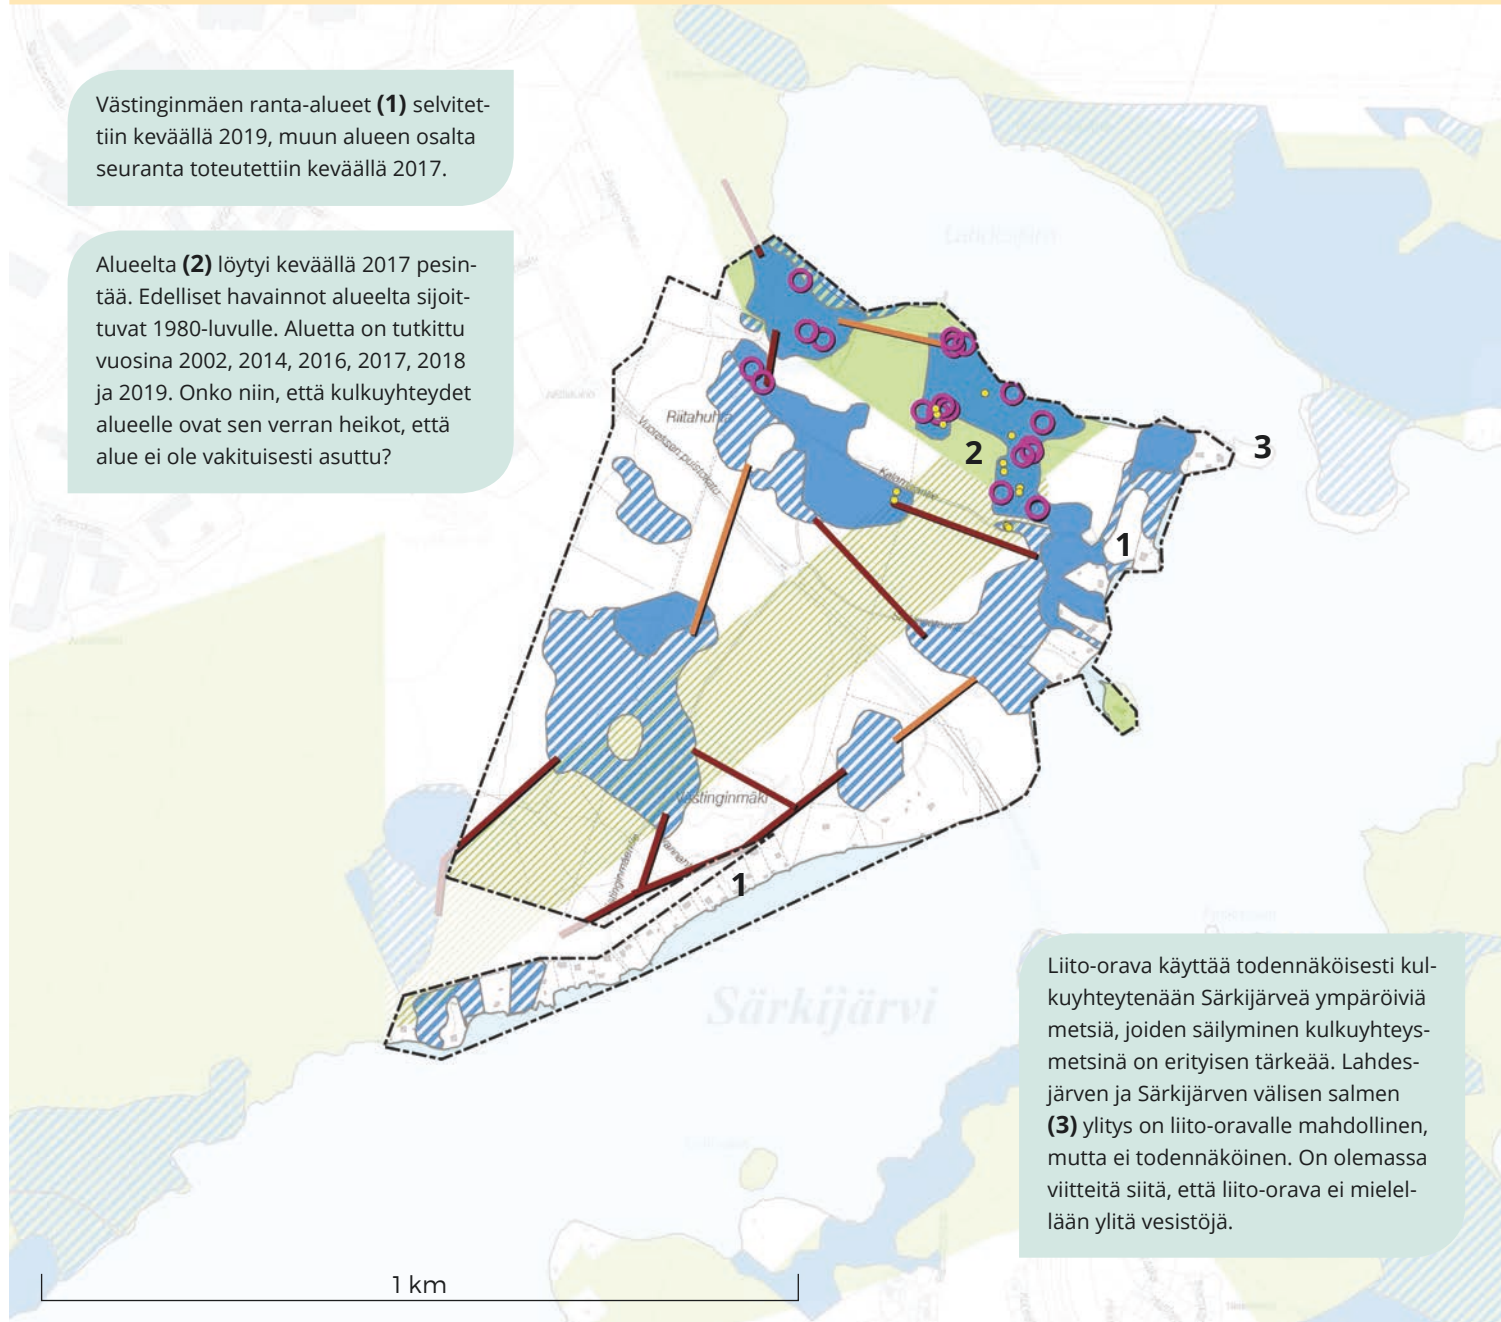 Västinginmäen ranta-alueet (1) selvitet-
tiin keväällä 2019, muun alueen osalta
seuranta toteutettiin keväällä 2017.
Alueelta (2) löytyi keväällä 2017 pesin-
tää. Edelliset havainnot alueelta sijoit-
tuvat 1980-luvulle. Aluetta on tutkittu
vuosina 2002, 2014, 2016, 2017, 2018
ja 2019. Onko niin, että kulkuyhteydet
alueelle ovat sen verran heikot, että
alue ei ole vakituisesti asuttu?
Lahdesjärvi
Riitahuhta
Vuoreksen puistokatu
2
3
1
Västinginmäki
1
Särkijärvi
Liito-orava käyttää todennäköisesti kul-
kuyhteytenään Särkijärveä ympäröiviä
metsiä, joiden säilyminen kulkuyhteys-
metsinä on erityisen tärkeää. Lahdes-
järven ja Särkijärven välisen salmen
(3) ylitys on liito-oravalle mahdollinen,
mutta ei todennäköinen. On olemassa
viitteitä siitä, että liito-orava ei mielel-
lään ylitä vesistöjä.
1 km